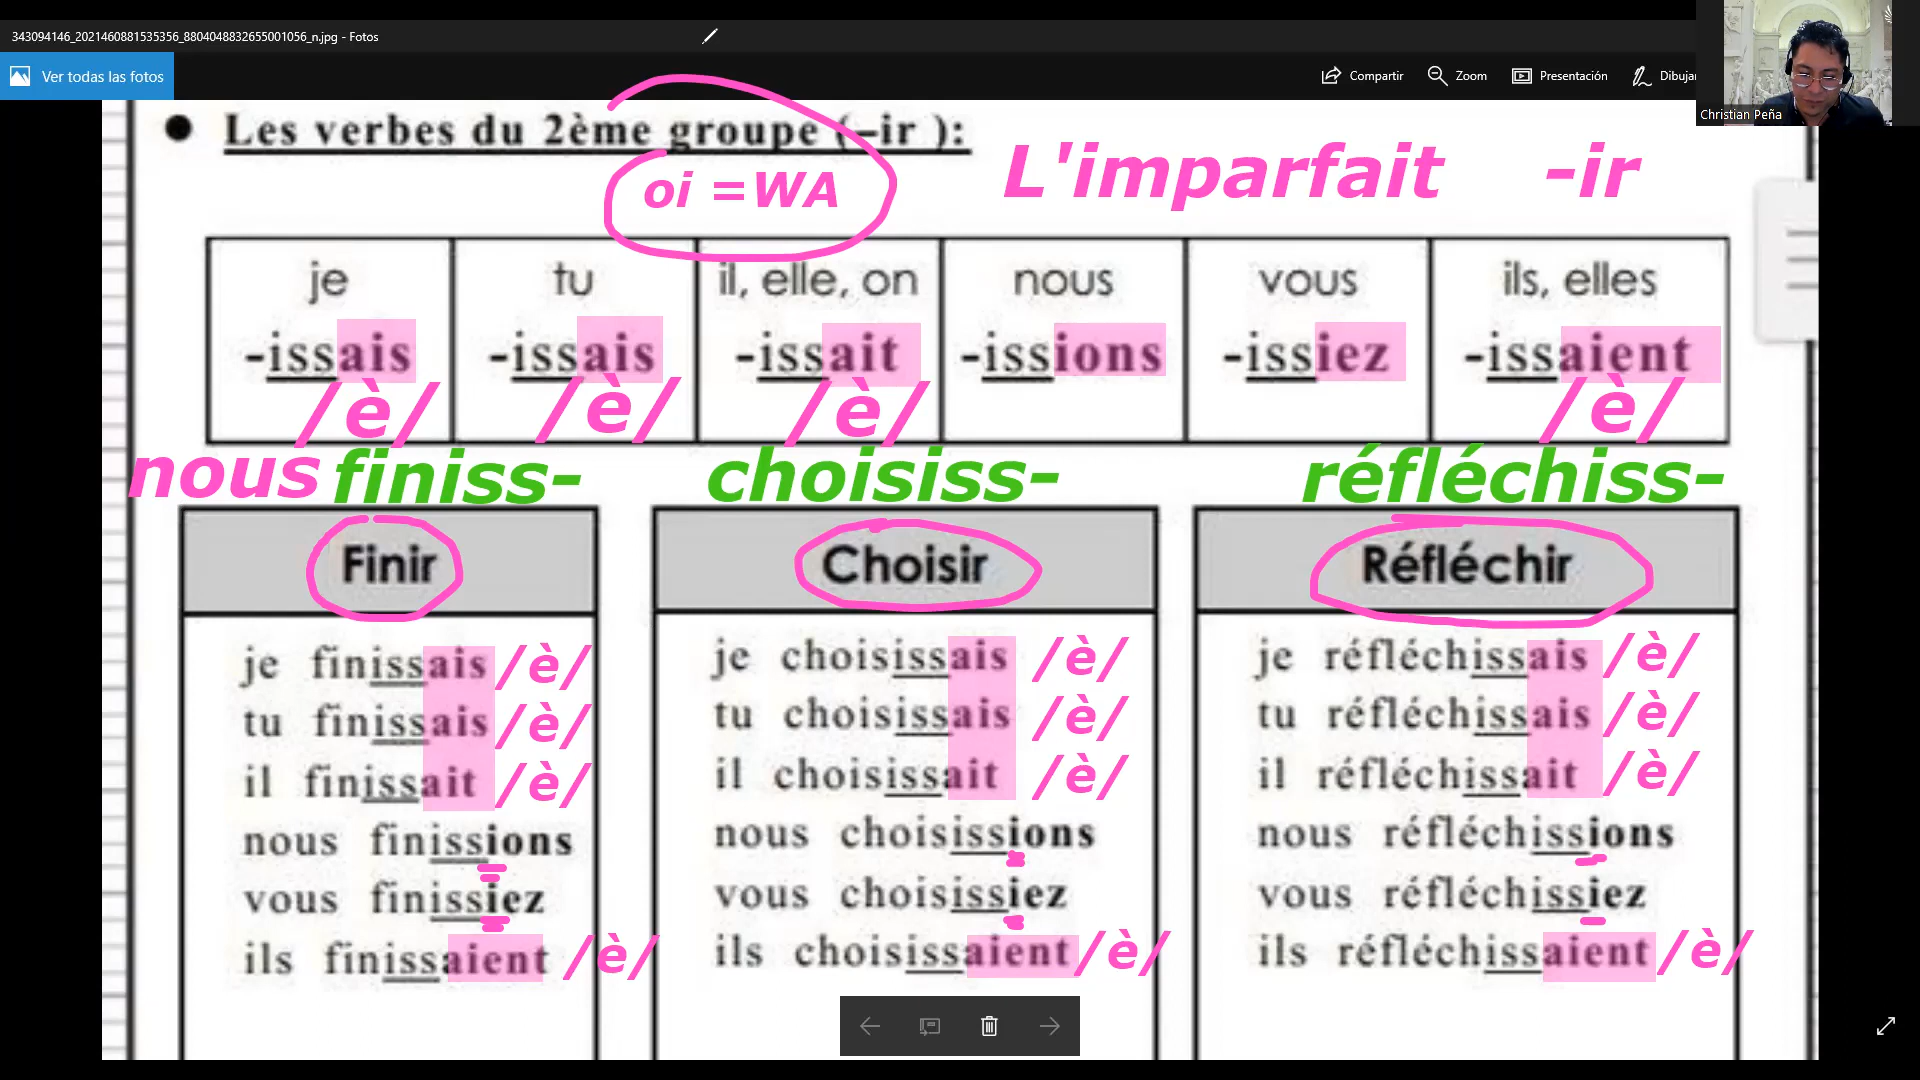 343094146_2021460881535356_8804048832655001056_n.jpg - Fotos
Ver todas las fotos
Compartir Zoom Presentación Dibujar
Christian Peña
Les verbes du 2ème groupe (–ir ):
oi =WA
L'imparfait -ir
je tu il, elle, on nous vous ils, elles
-issais -issais -issait -issions -issiez -issaient
/è/ /è/ /è/ /è/
nous finiss- choisiss- réfléchiss-
Finir
je finissais /è/
tu finissais /è/
il finissait /è/
nous finissions
vous finissiez
ils finissaient /è/
Choisir
je choisissais /è/
tu choisissais /è/
il choisissait /è/
nous choisissions
vous choisissiez
ils choisissaient /è/
Réfléchir
je réfléchissais /è/
tu réfléchissais /è/
il réfléchissait /è/
nous réfléchissions
vous réfléchissiez
ils réfléchissaient /è/